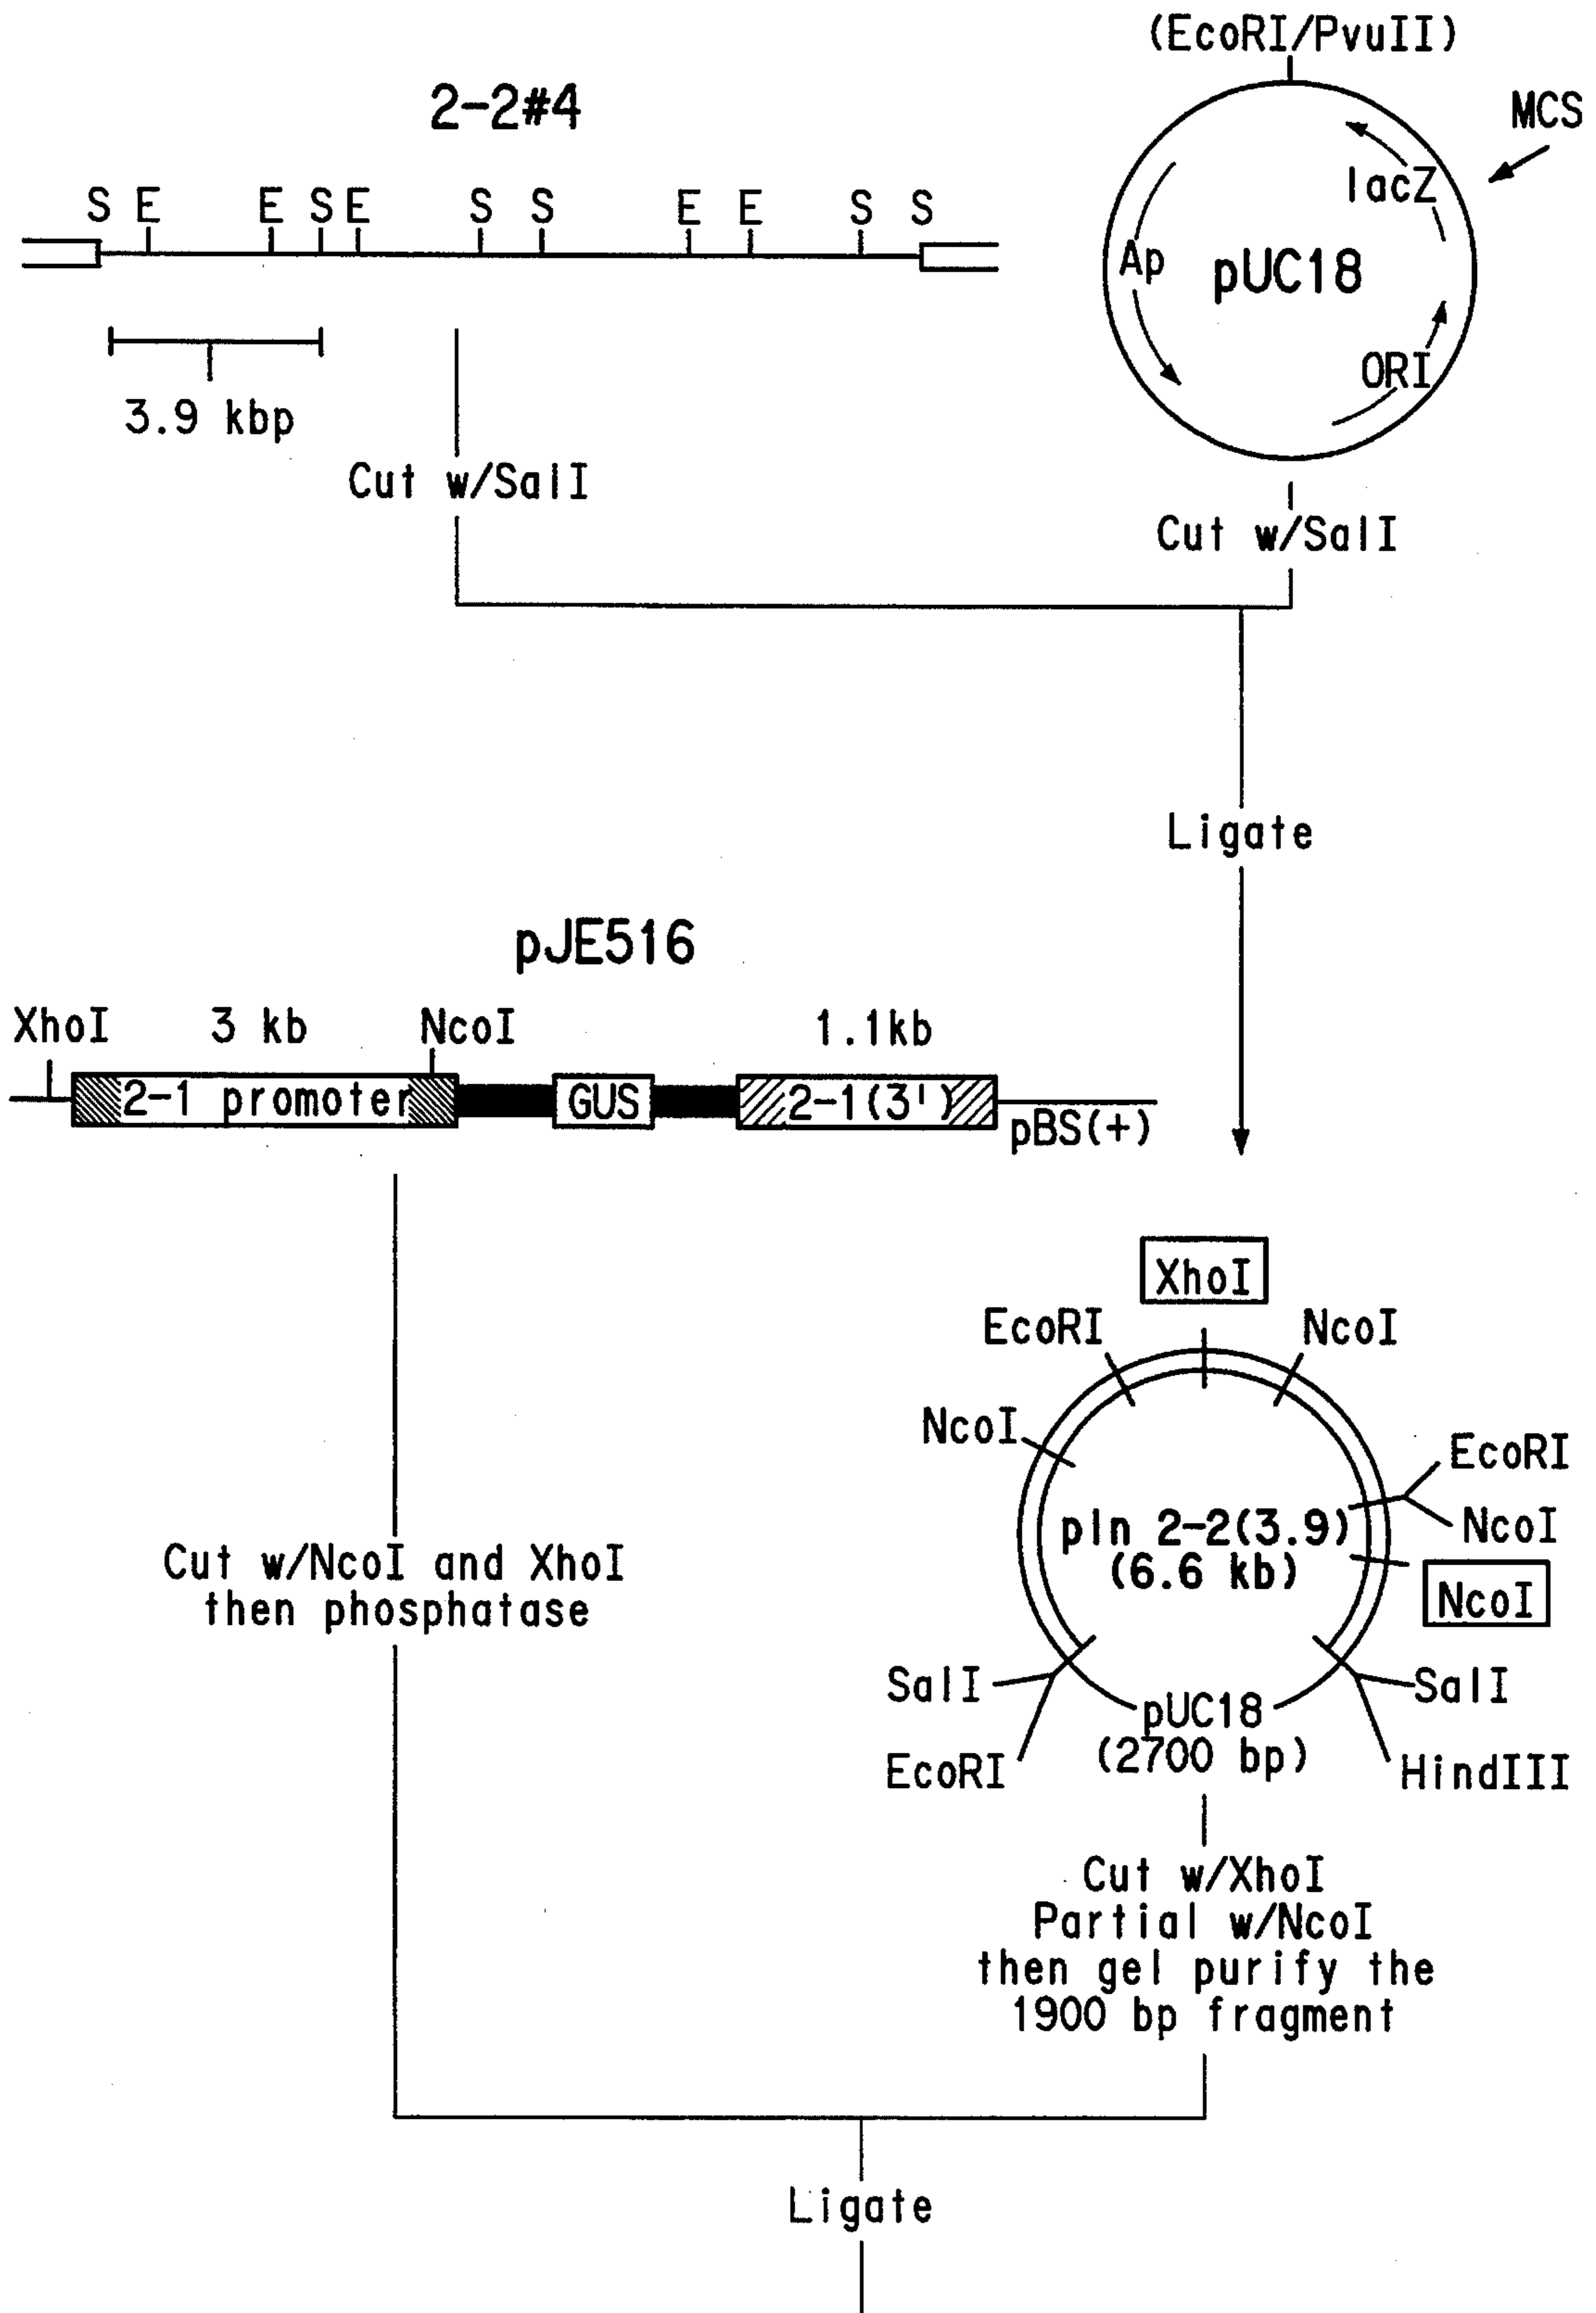 (EcoRI/PvuII)
2-2#4
MCS
S E E S E S S E E S S
lacZ
Ap
pUC18
ORI
3.9 kbp
Cut w/SalI
Cut w/SalI
Ligate
pJE516
XhoI 3 kb NcoI 1.1kb
2-1 promoter GUS 2-1(3')
pBS(+)
XhoI
EcoRI NcoI
NcoI
EcoRI
pIn 2-2(3.9)
(6.6 kb)
NcoI
NcoI
Cut w/NcoI and XhoI
then phosphatase
SalI SalI
pUC18
(2700 bp)
EcoRI HindIII
Cut w/XhoI
Partial w/NcoI
then gel purify the
1900 bp fragment
Ligate